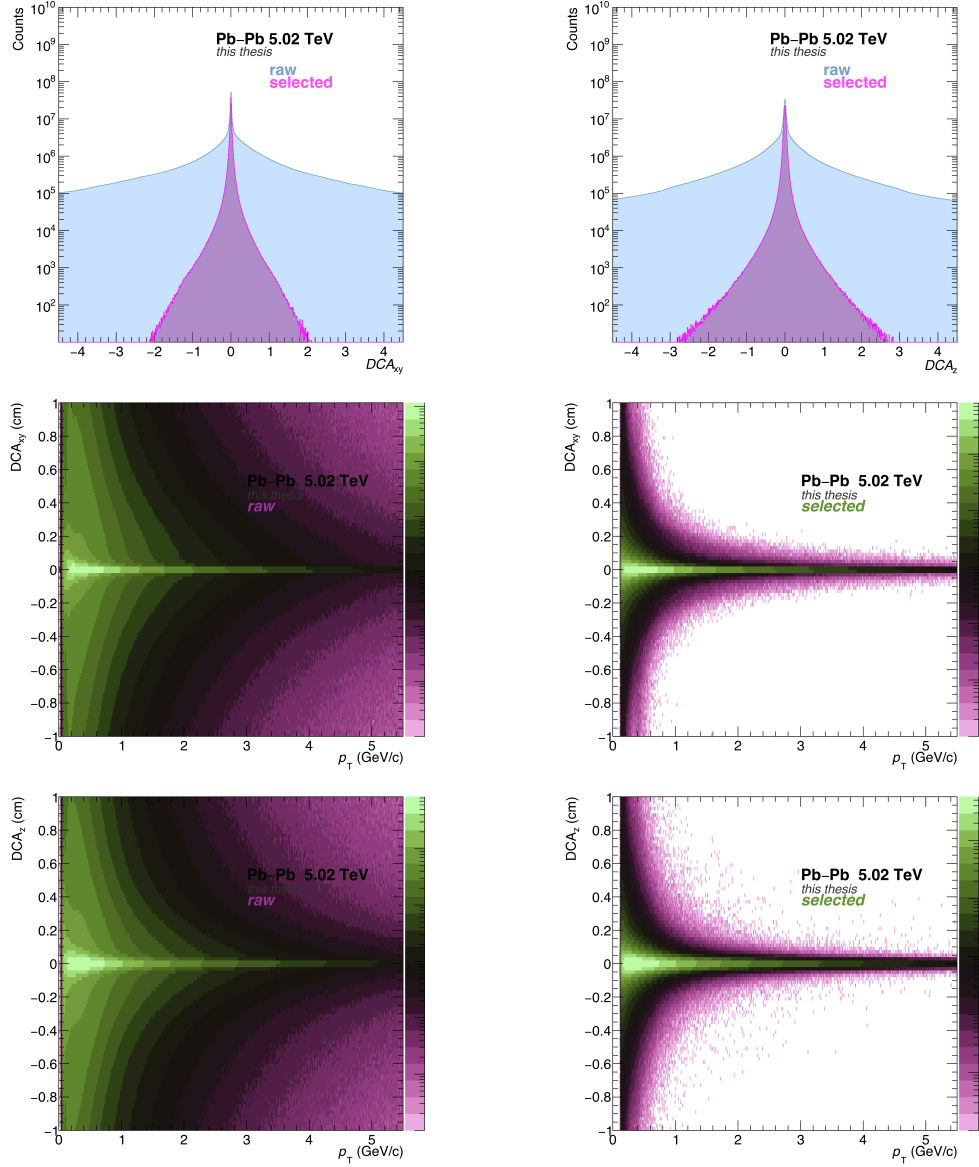 Counts
10^10
10^9
10^8
10^7
10^6
10^5
10^4
10^3
10^2
Pb−Pb 5.02 TeV
this thesis
raw
selected
−4 −3 −2 −1 0 1 2 3 4
DCA_xy
Counts
10^10
10^9
10^8
10^7
10^6
10^5
10^4
10^3
10^2
Pb−Pb 5.02 TeV
this thesis
raw
selected
−4 −3 −2 −1 0 1 2 3 4
DCA_z
DCA_xy (cm)
1
0.8
0.6
0.4
0.2
0
−0.2
−0.4
−0.6
−0.8
−1
Pb−Pb 5.02 TeV
this thesis
raw
0 1 2 3 4 5
p_T (GeV/c)
DCA_xy (cm)
1
0.8
0.6
0.4
0.2
0
−0.2
−0.4
−0.6
−0.8
−1
Pb−Pb 5.02 TeV
this thesis
selected
0 1 2 3 4 5
p_T (GeV/c)
DCA_z (cm)
1
0.8
0.6
0.4
0.2
0
−0.2
−0.4
−0.6
−0.8
−1
Pb−Pb 5.02 TeV
this thesis
raw
0 1 2 3 4 5
p_T (GeV/c)
DCA_z (cm)
1
0.8
0.6
0.4
0.2
0
−0.2
−0.4
−0.6
−0.8
−1
Pb−Pb 5.02 TeV
this thesis
selected
0 1 2 3 4 5
p_T (GeV/c)